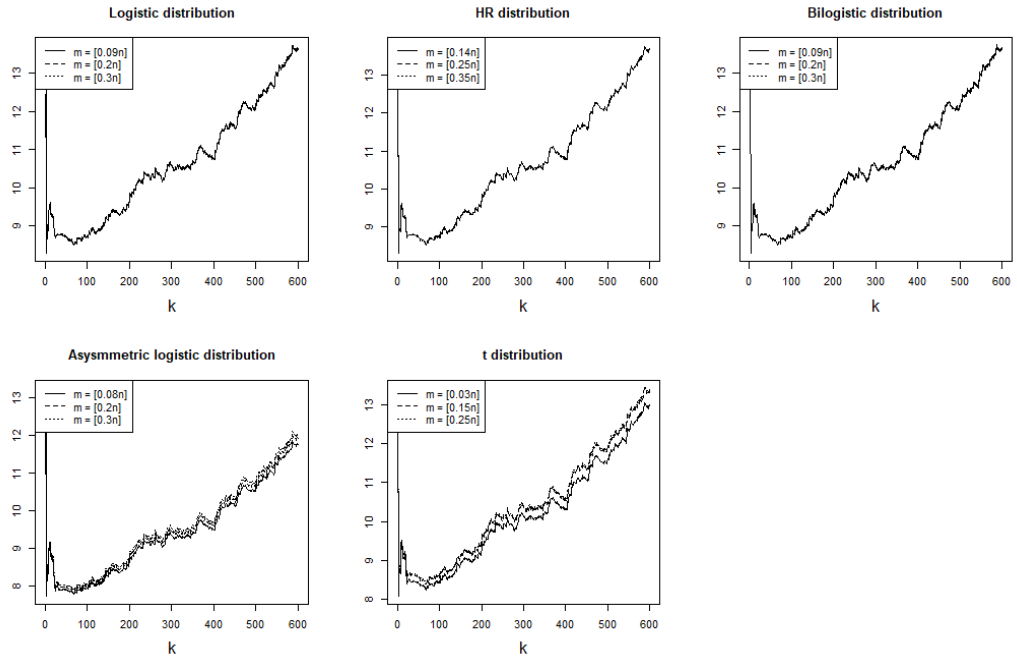 Logistic distribution
m = [0.09n]
m = [0.2n]
m = [0.3n]
13
12
11
10
9
0 100 200 300 400 500 600
k
HR distribution
m = [0.14n]
m = [0.25n]
m = [0.35n]
13
12
11
10
9
0 100 200 300 400 500 600
k
Bilogistic distribution
m = [0.09n]
m = [0.2n]
m = [0.3n]
13
12
11
10
9
0 100 200 300 400 500 600
k
Asysmmetric logistic distribution
m = [0.08n]
m = [0.2n]
m = [0.3n]
13
12
11
10
9
8
0 100 200 300 400 500 600
k
t distribution
m = [0.03n]
m = [0.15n]
m = [0.25n]
13
12
11
10
9
8
0 100 200 300 400 500 600
k